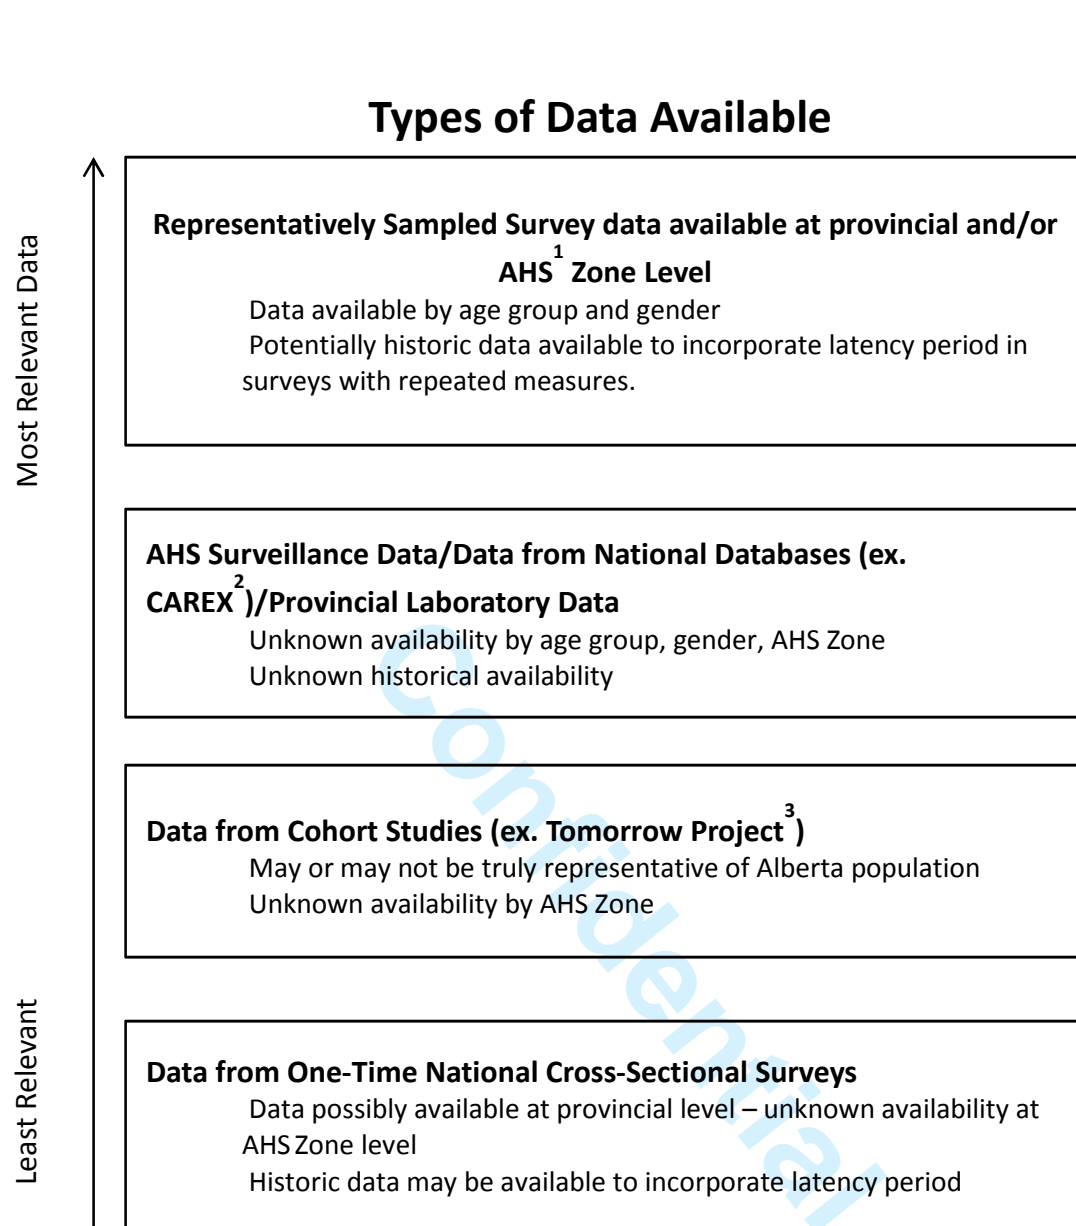 Types of Data Available
Most Relevant Data
Representatively Sampled Survey data available at provincial and/or
AHS1 Zone Level
Data available by age group and gender
Potentially historic data available to incorporate latency period in
surveys with repeated measures.
AHS Surveillance Data/Data from National Databases (ex.
CAREX2)/Provincial Laboratory Data
Unknown availability by age group, gender, AHS Zone
Unknown historical availability
Data from Cohort Studies (ex. Tomorrow Project3)
May or may not be truly representative of Alberta population
Unknown availability by AHS Zone
Least Relevant
Data from One-Time National Cross-Sectional Surveys
Data possibly available at provincial level – unknown availability at
AHS Zone level
Historic data may be available to incorporate latency period
Confidential